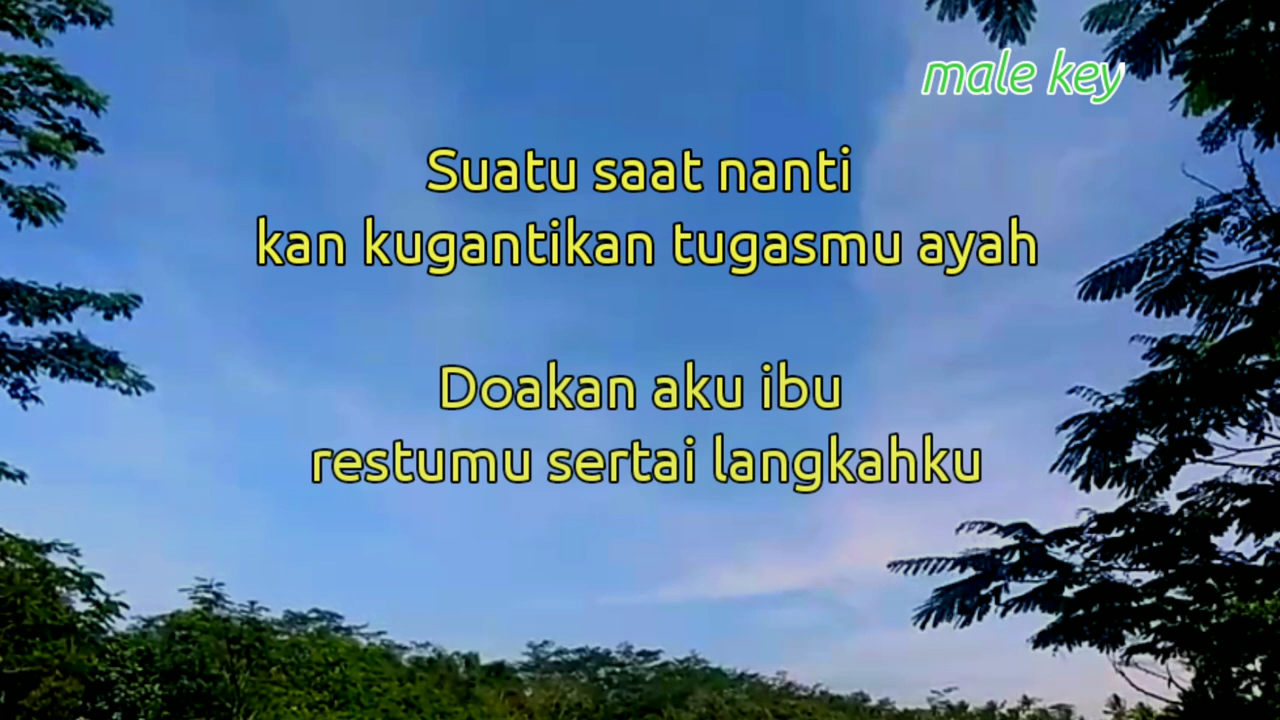 male key
Suatu saat nanti
kan kugantikan tugasmu ayah
Doakan aku ibu
restumu sertai langkahku